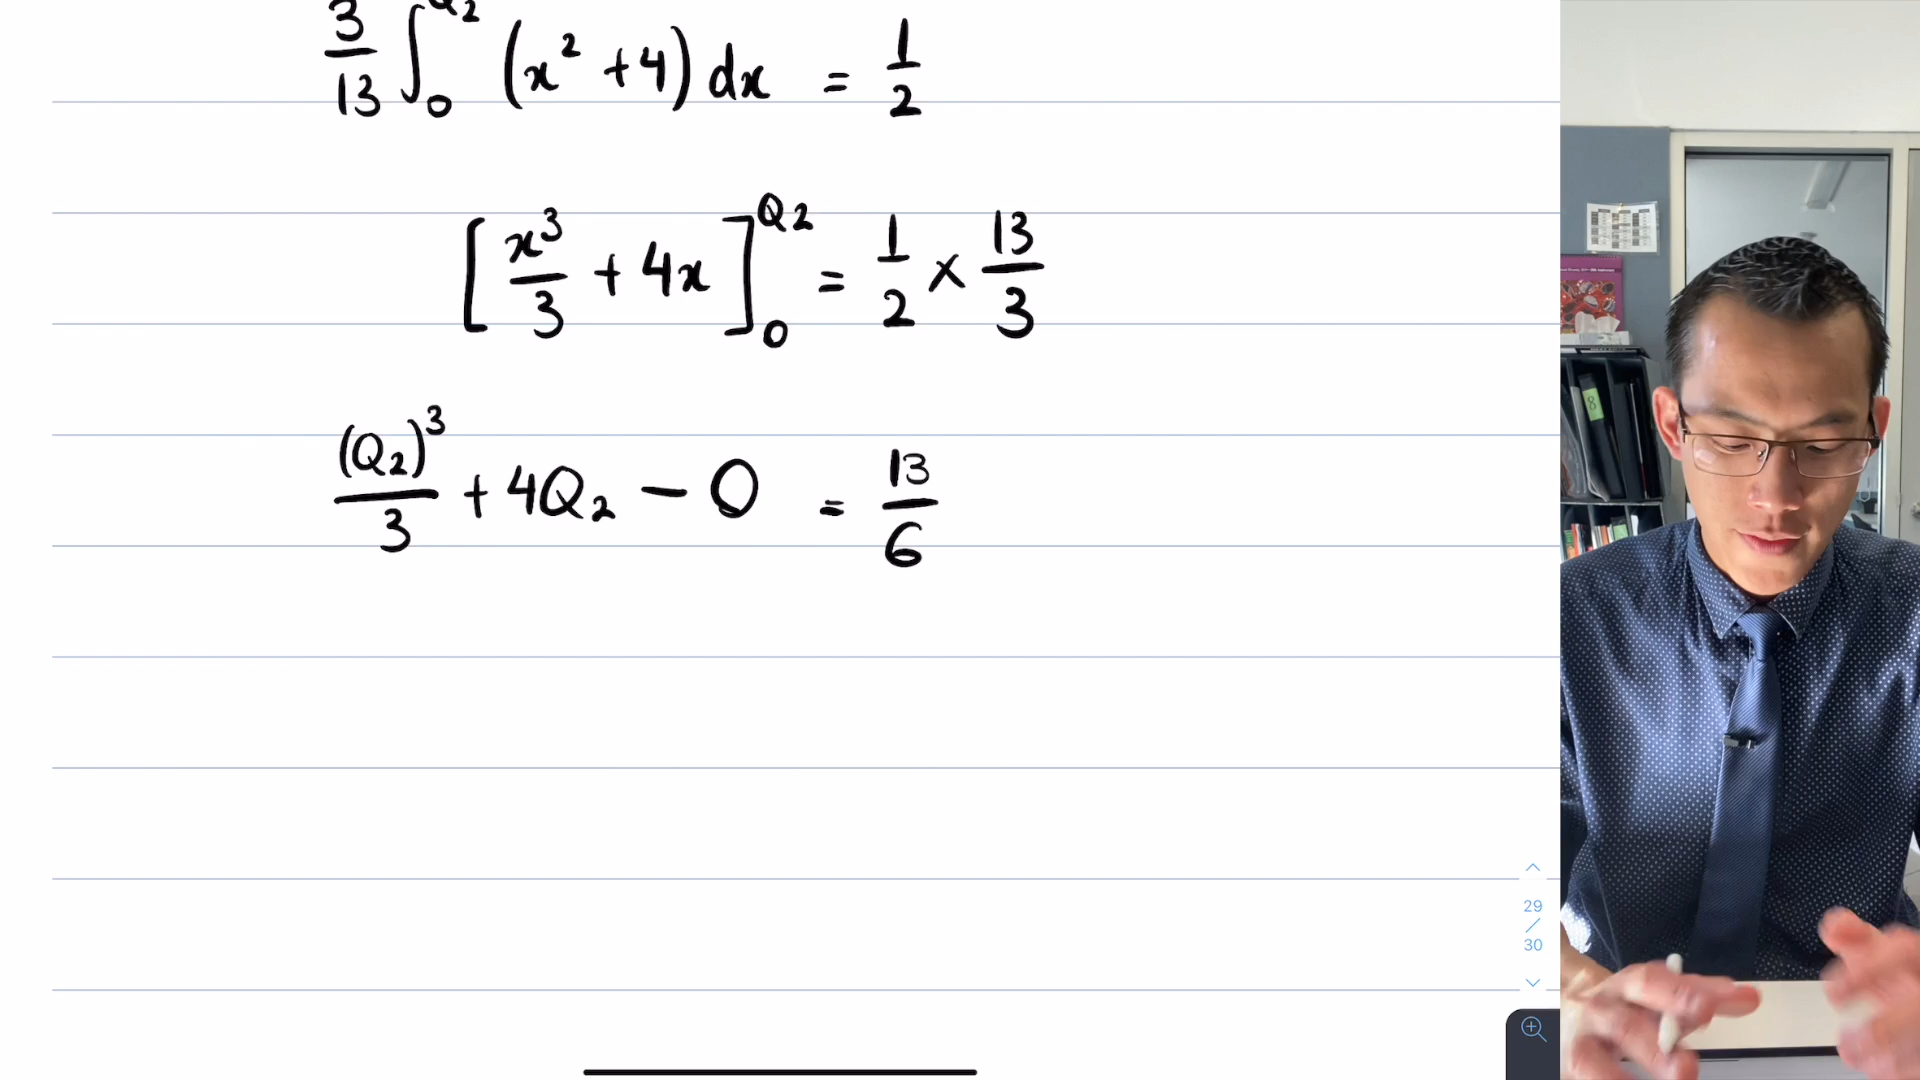 3/13 ∫₀^Q₂ (x² + 4) dx = 1/2
[x³/3 + 4x]₀^Q2 = 1/2 × 13/3
(Q₂)³/3 + 4Q₂ − 0 = 13/6
8
29
/
30